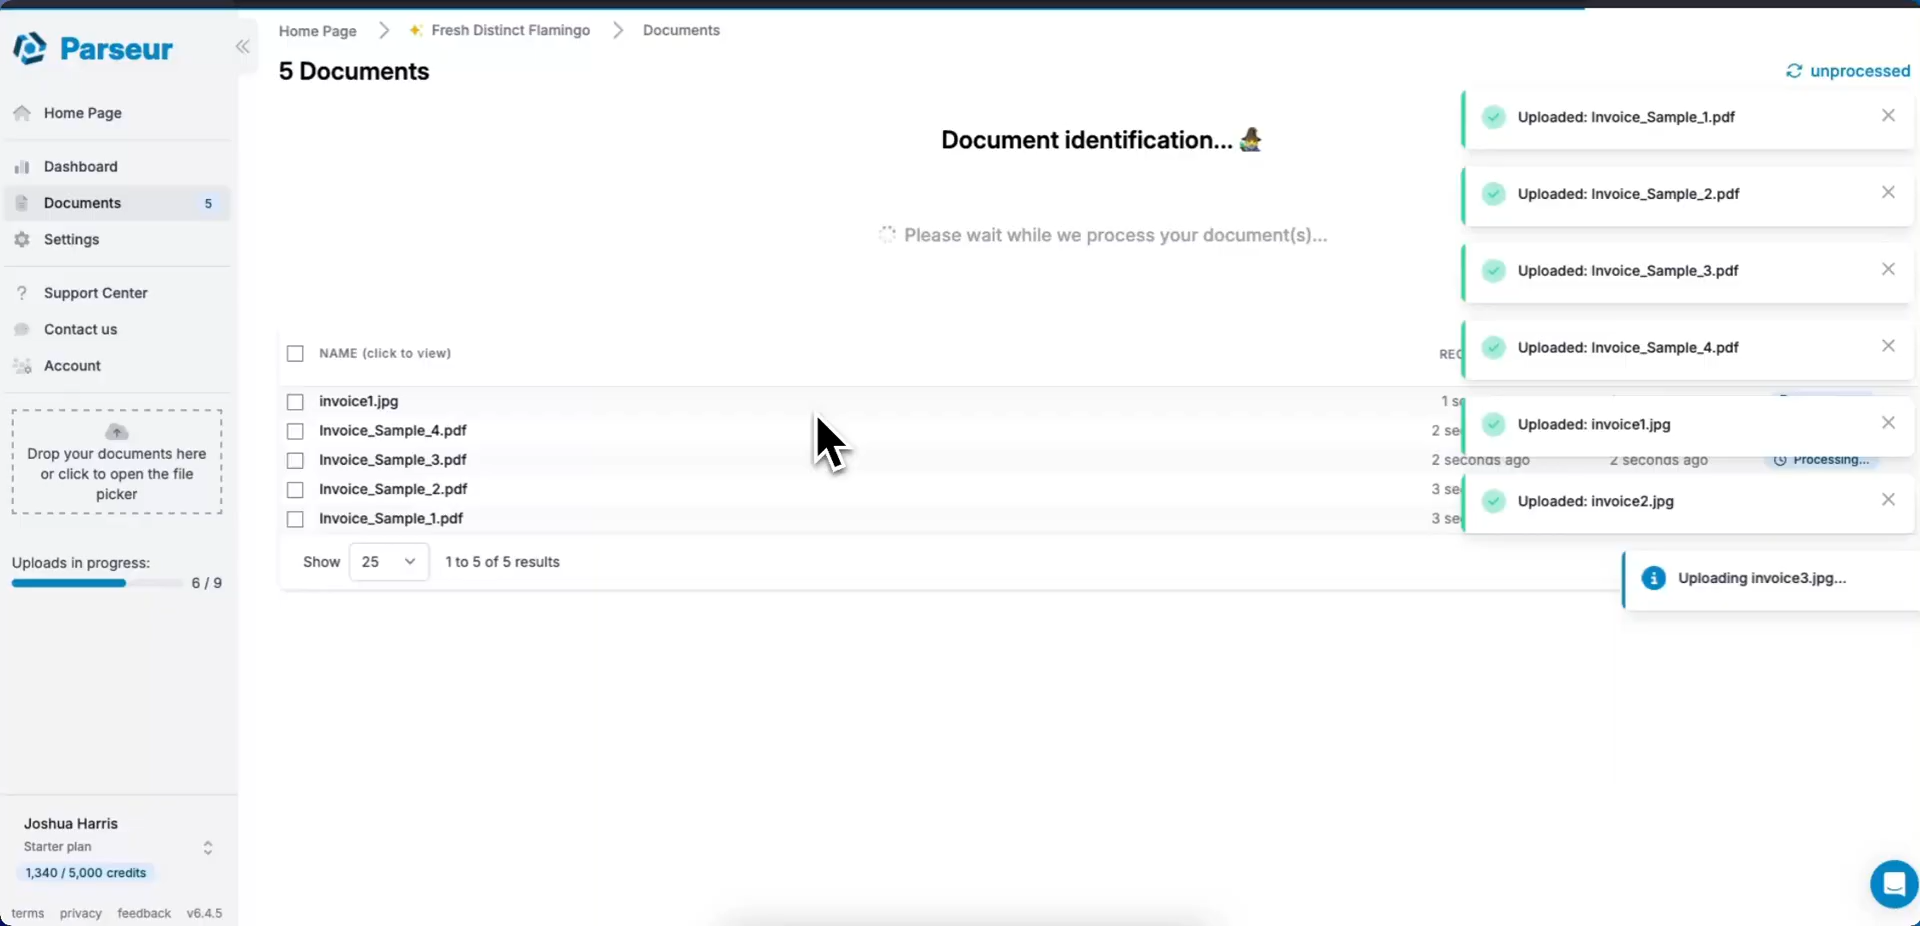 Parseur
Home Page
Dashboard
Documents 5
Settings
Support Center
Contact us
Account
Drop your documents here
or click to open the file
picker
Uploads in progress:
6 / 9
Joshua Harris
Starter plan
1,340 / 5,000 credits
terms privacy feedback v6.4.5
Home Page Fresh Distinct Flamingo Documents
5 Documents
unprocessed
Document identification...
Please wait while we process your document(s)...
NAME (click to view)
invoice1.jpg
Invoice_Sample_4.pdf
Invoice_Sample_3.pdf 2 seconds ago 2 seconds ago Processing...
Invoice_Sample_2.pdf
Invoice_Sample_1.pdf
Show 25 1 to 5 of 5 results
Uploaded: Invoice_Sample_1.pdf
Uploaded: Invoice_Sample_2.pdf
Uploaded: Invoice_Sample_3.pdf
Uploaded: Invoice_Sample_4.pdf
Uploaded: invoice1.jpg
Uploaded: invoice2.jpg
Uploading invoice3.jpg...